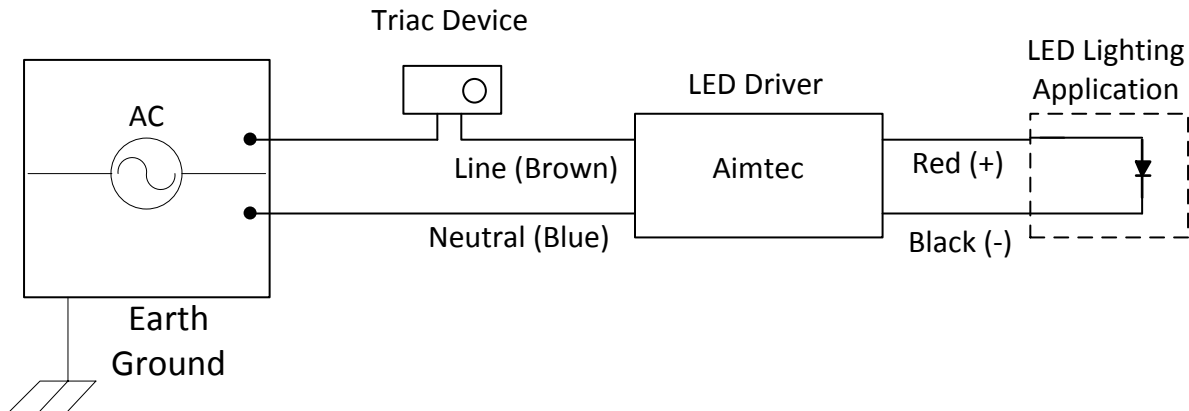 Triac Device
LED Lighting
Application
LED Driver
AC
Line (Brown)
Aimtec
Red (+)
Neutral (Blue)
Black (-)
Earth
Ground